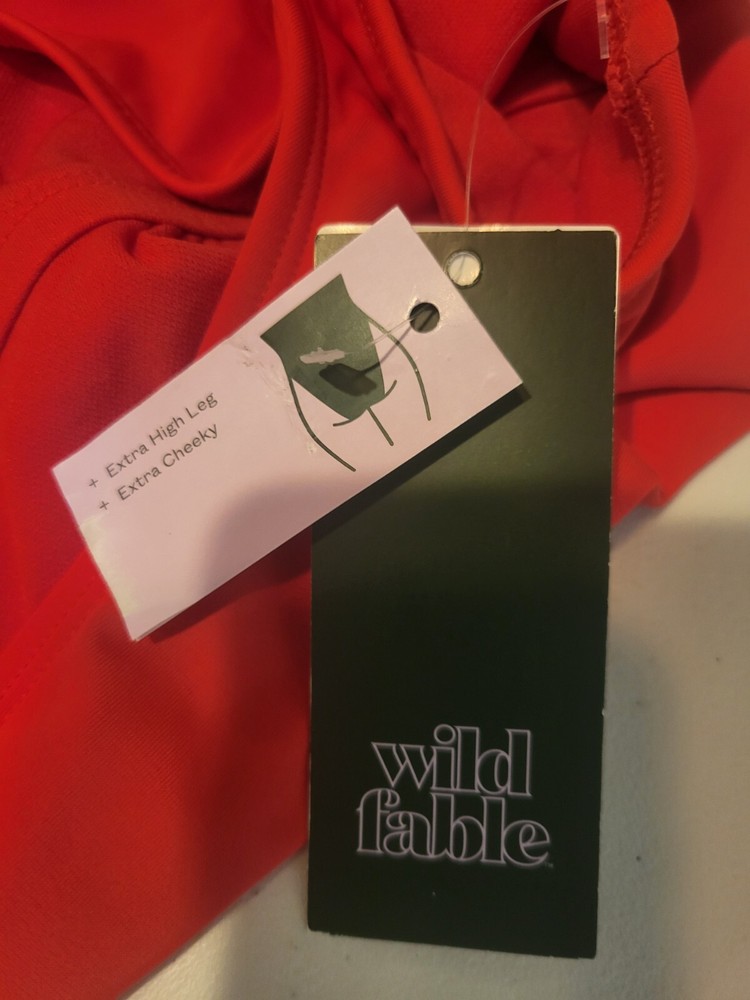 + Extra High Leg
+ Extra Cheeky
wild
fable